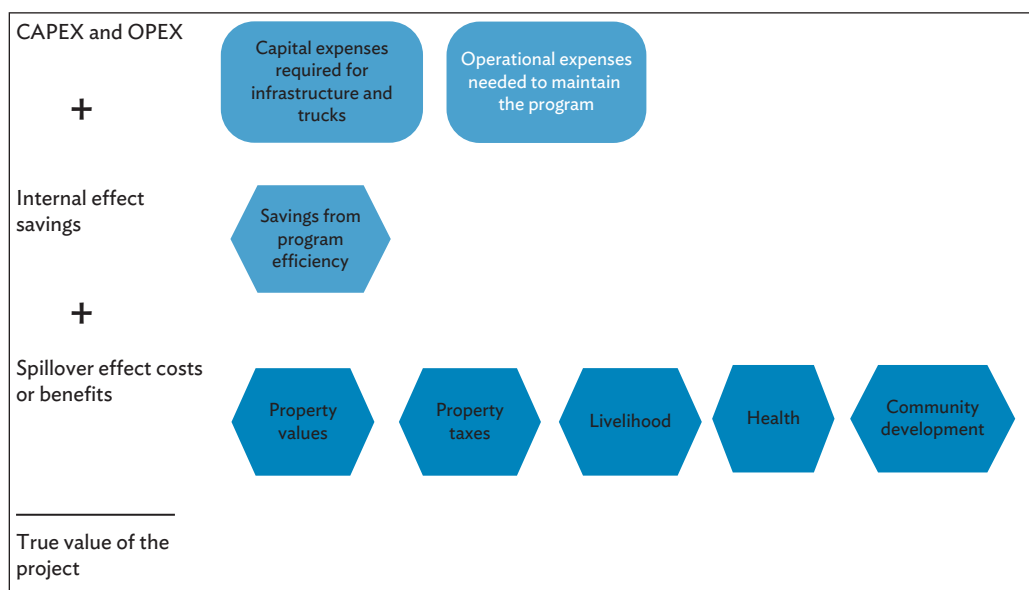 CAPEX and OPEX
Capital expenses
required for
infrastructure and
trucks
Operational expenses
needed to maintain
the program
+
Internal effect
savings
Savings from
program
efficiency
+
Spillover effect costs
or benefits
Property
values
Property
taxes
Livelihood
Health
Community
development
True value of the
project